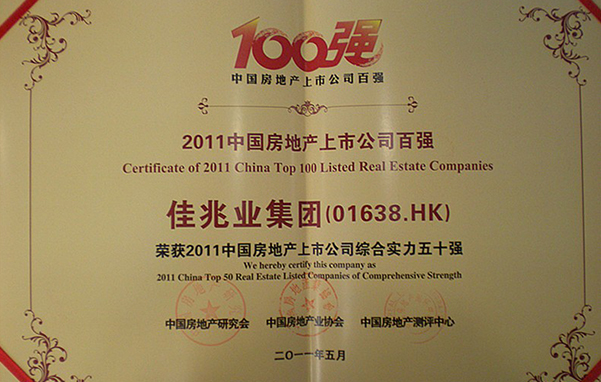 100强
中国房地产上市公司百强
2011中国房地产上市公司百强
Certificate of 2011 China Top 100 Listed Real Estate Companies
佳兆业集团(01638.HK)
荣获2011中国房地产上市公司综合实力五十强
We hereby certify this company as
2011 China Top 50 Real Estate Listed Companies of Comprehensive Strength
中国房地产研究会 中国房地产业协会 中国房地产测评中心
二〇一一年五月